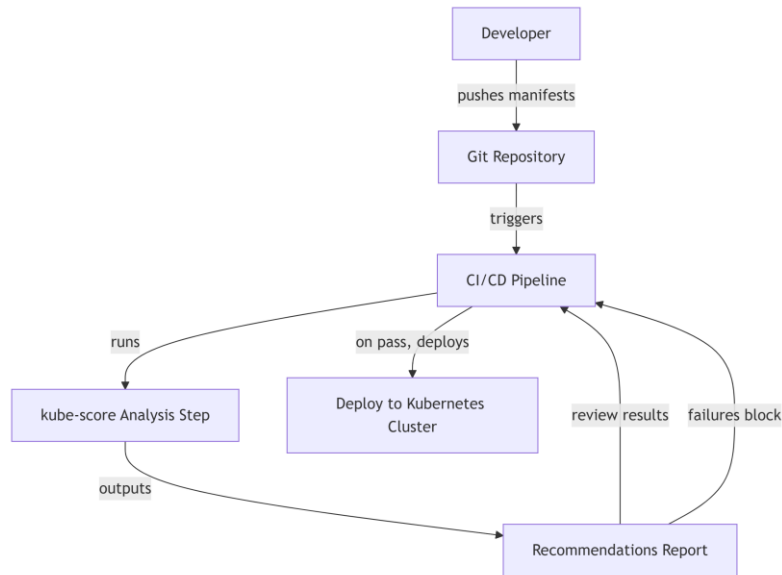 Developer
pushes manifests
Git Repository
triggers
CI/CD Pipeline
runs
on pass, deploys
kube-score Analysis Step
Deploy to Kubernetes
Cluster
review results
failures block
outputs
Recommendations Report